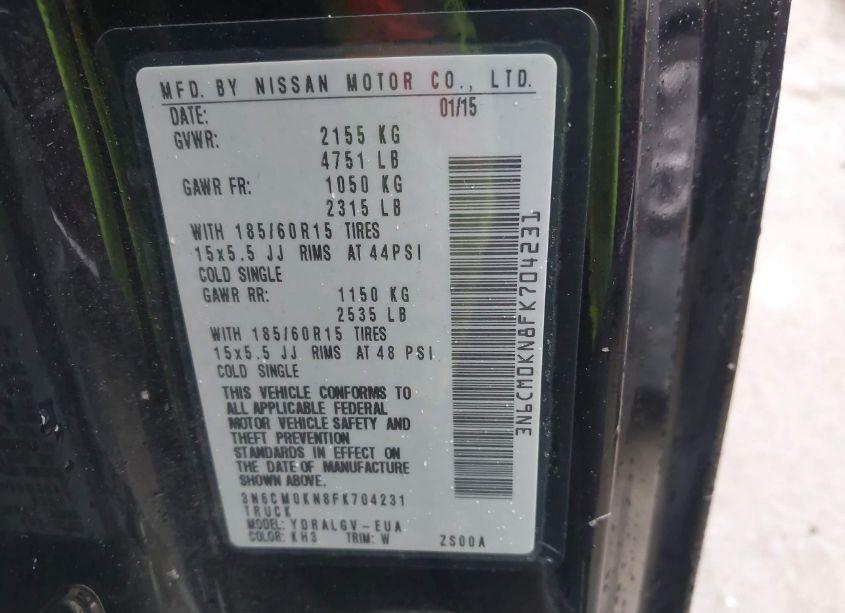 MFD. BY NISSAN MOTOR CO., LTD.
DATE: 01/15
GVWR: 2155 KG
4751 LB
GAWR FR: 1050 KG
2315 LB
WITH 185/60R15 TIRES
15x5.5 JJ RIMS AT 44PSI
COLD SINGLE
GAWR RR: 1150 KG
2535 LB
WITH 185/60R15 TIRES
15x5.5 JJ RIMS AT 48 PSI
COLD SINGLE
THIS VEHICLE CONFORMS TO
ALL APPLICABLE FEDERAL
MOTOR VEHICLE SAFETY AND
THEFT PREVENTION
STANDARDS IN EFFECT ON
THE DATE OF MANUFACTURE
SHOWN ABOVE.
3N6CM0KN8FK704231
TRUCK
MODEL: YDRALGV-EUA
COLOR: KH3 TRIM: W ZS00A
3N6CM0KN8FK704231